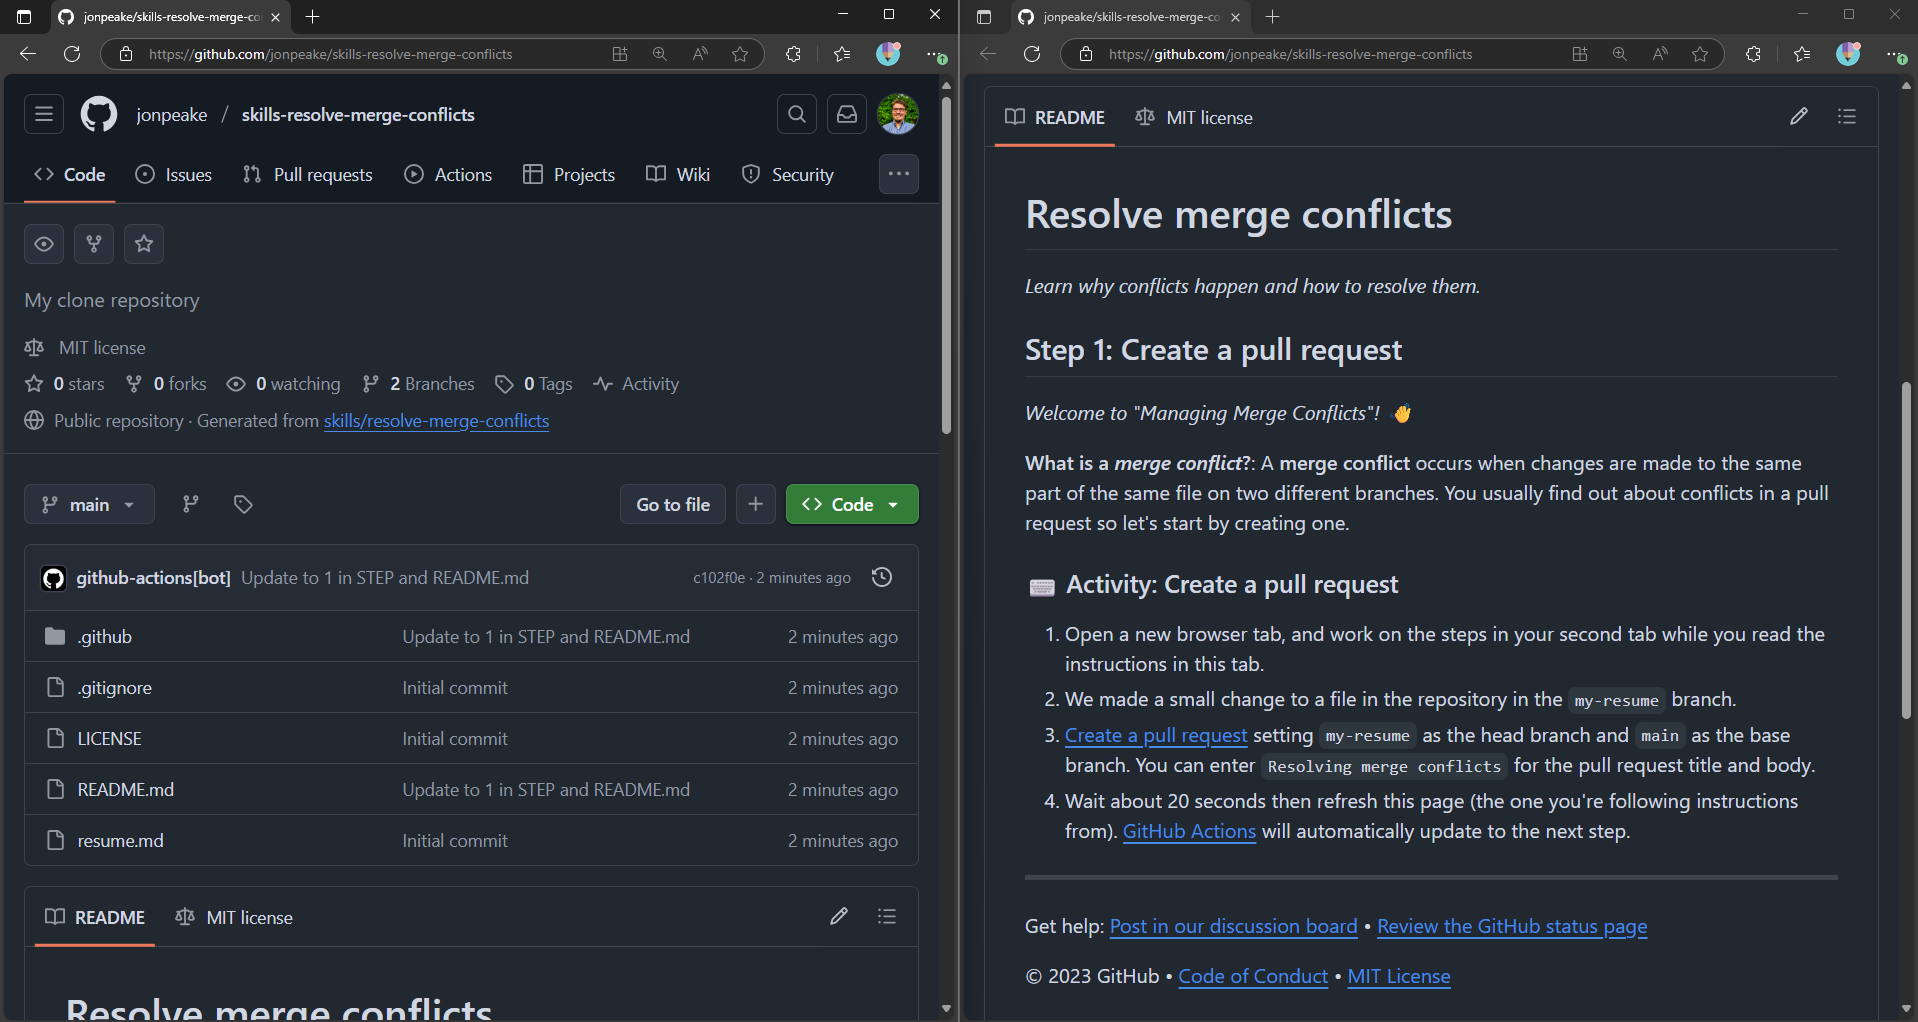 jonpeake/skills-resolve-merge-co
https://github.com/jonpeake/skills-resolve-merge-conflicts
jonpeake / skills-resolve-merge-conflicts
Code Issues Pull requests Actions Projects Wiki Security
My clone repository
MIT license
0 stars 0 forks 0 watching 2 Branches 0 Tags Activity
Public repository · Generated from skills/resolve-merge-conflicts
main Go to file Code
github-actions[bot] Update to 1 in STEP and README.md c102f0e · 2 minutes ago
.github Update to 1 in STEP and README.md 2 minutes ago
.gitignore Initial commit 2 minutes ago
LICENSE Initial commit 2 minutes ago
README.md Update to 1 in STEP and README.md 2 minutes ago
resume.md Initial commit 2 minutes ago
README MIT license
Resolve merge conflicts
jonpeake/skills-resolve-merge-co
https://github.com/jonpeake/skills-resolve-merge-conflicts
README MIT license
Resolve merge conflicts
Learn why conflicts happen and how to resolve them.
Step 1: Create a pull request
Welcome to "Managing Merge Conflicts"! 👋
What is a merge conflict?: A merge conflict occurs when changes are made to the same
part of the same file on two different branches. You usually find out about conflicts in a pull
request so let's start by creating one.
⌨️ Activity: Create a pull request
1. Open a new browser tab, and work on the steps in your second tab while you read the
instructions in this tab.
2. We made a small change to a file in the repository in the my-resume branch.
3. Create a pull request setting my-resume as the head branch and main as the base
branch. You can enter Resolving merge conflicts for the pull request title and body.
4. Wait about 20 seconds then refresh this page (the one you're following instructions
from). GitHub Actions will automatically update to the next step.
Get help: Post in our discussion board • Review the GitHub status page
© 2023 GitHub • Code of Conduct • MIT License